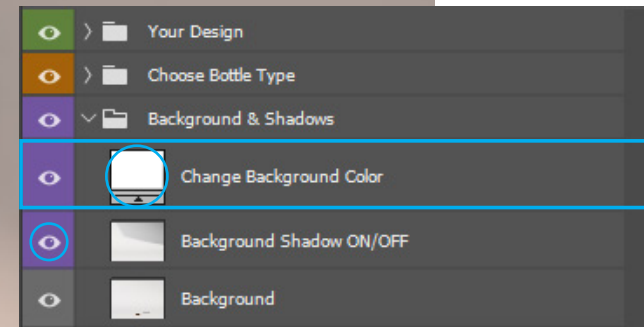 Your Design
Choose Bottle Type
Background & Shadows
Change Background Color
Background Shadow ON/OFF
Background